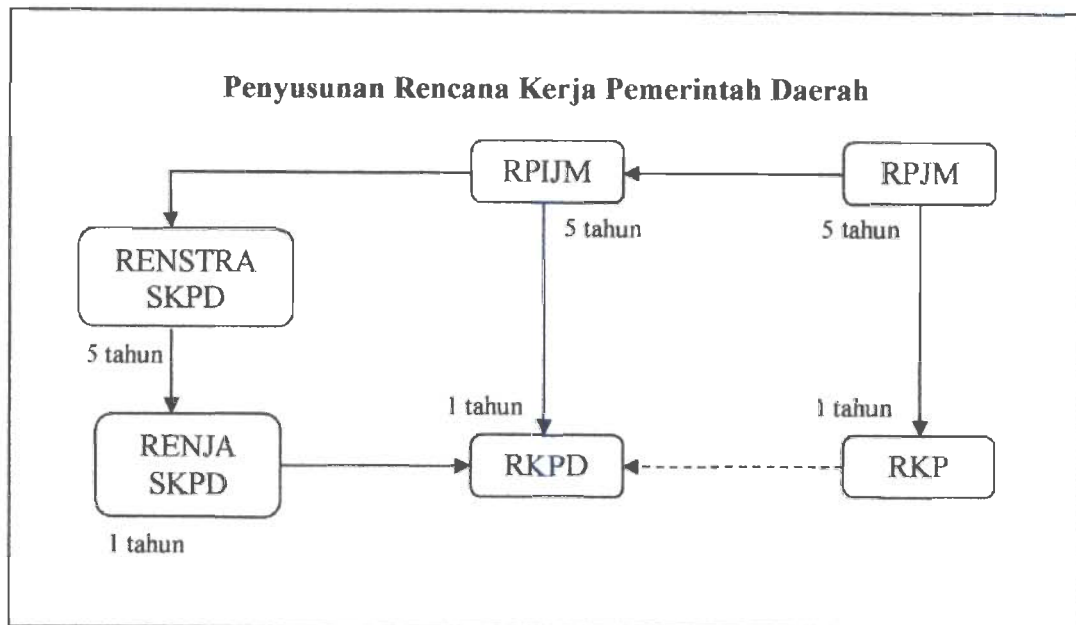 Penyusunan Rencana Kerja Pemerintah Daerah
RPIJM
RPJM
5 tahun
5 tahun
RENSTRA
SKPD
5 tahun
1 tahun
1 tahun
RENJA
SKPD
RKPD
RKP
1 tahun